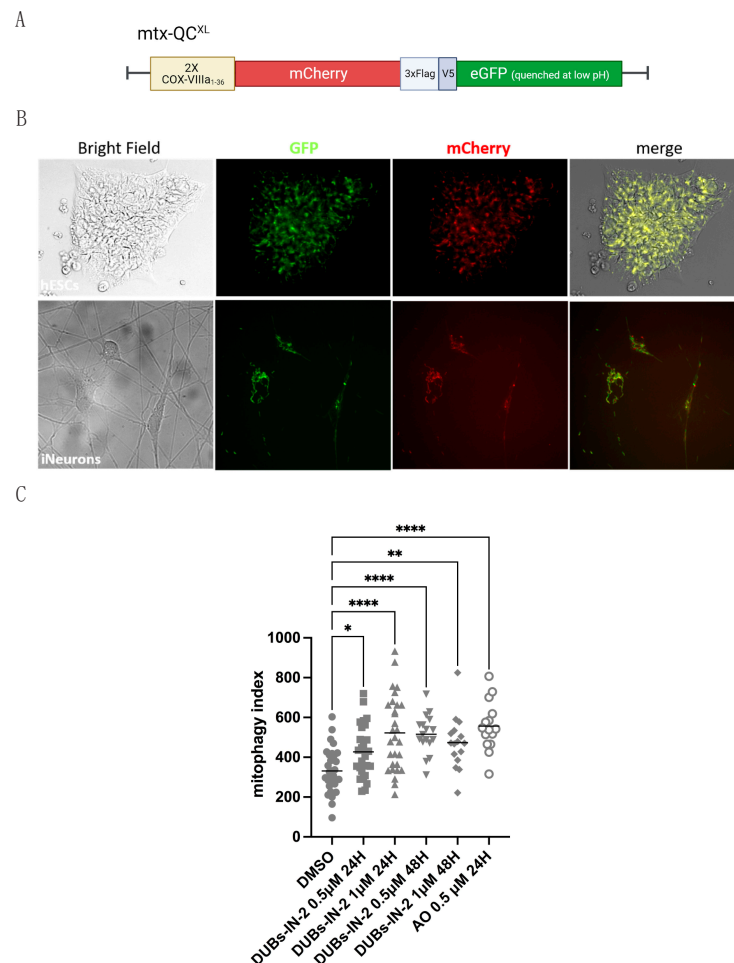 A
mtx-QCXL
2X
COX-VIIIa1-36
mCherry
3xFlag
V5
eGFP (quenched at low pH)
B
Bright Field
GFP
mCherry
merge
hESCs
iNeurons
C
****
**
****
****
*
1000
800
600
400
200
0
mitophagy index
DMSO
DUBs-IN-2 0.5µM 24H
DUBs-IN-2 1µM 24H
DUBs-IN-2 0.5µM 48H
DUBs-IN-2 1µM 48H
AO 0.5 µM 24H